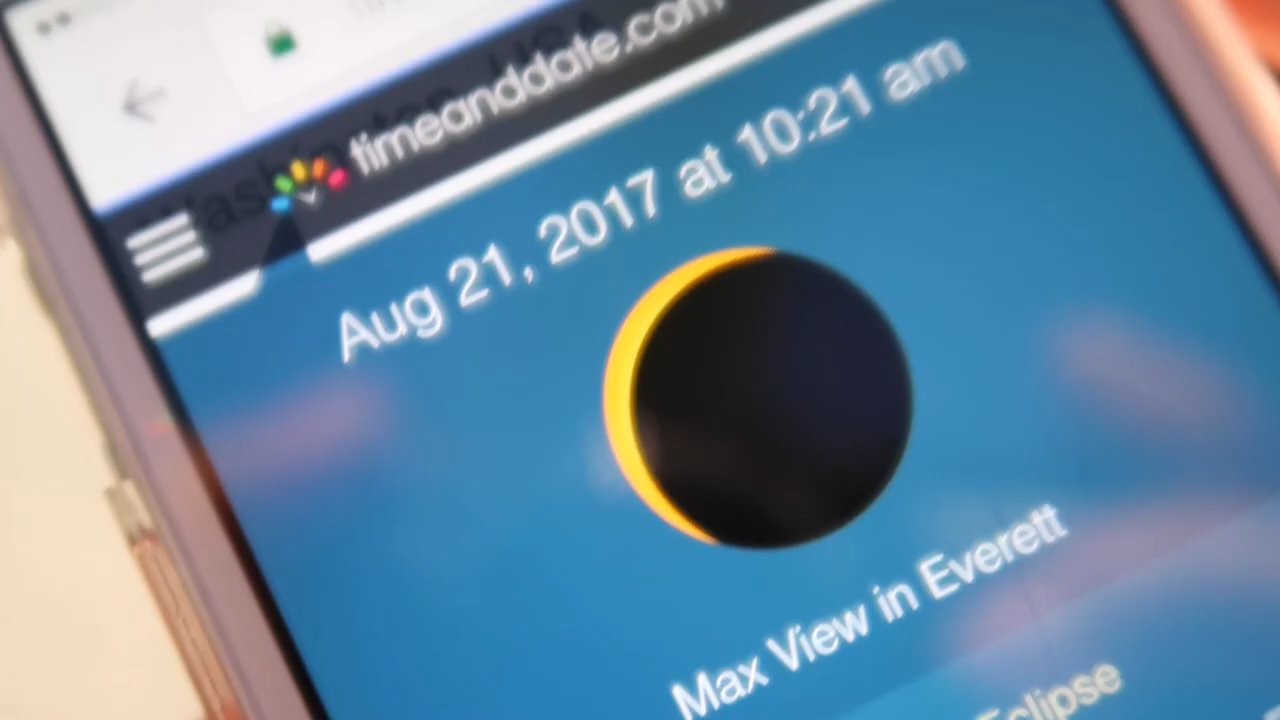 timeanddate.com
Aug 21, 2017 at 10:21 am
Max View in Everett
Eclipse